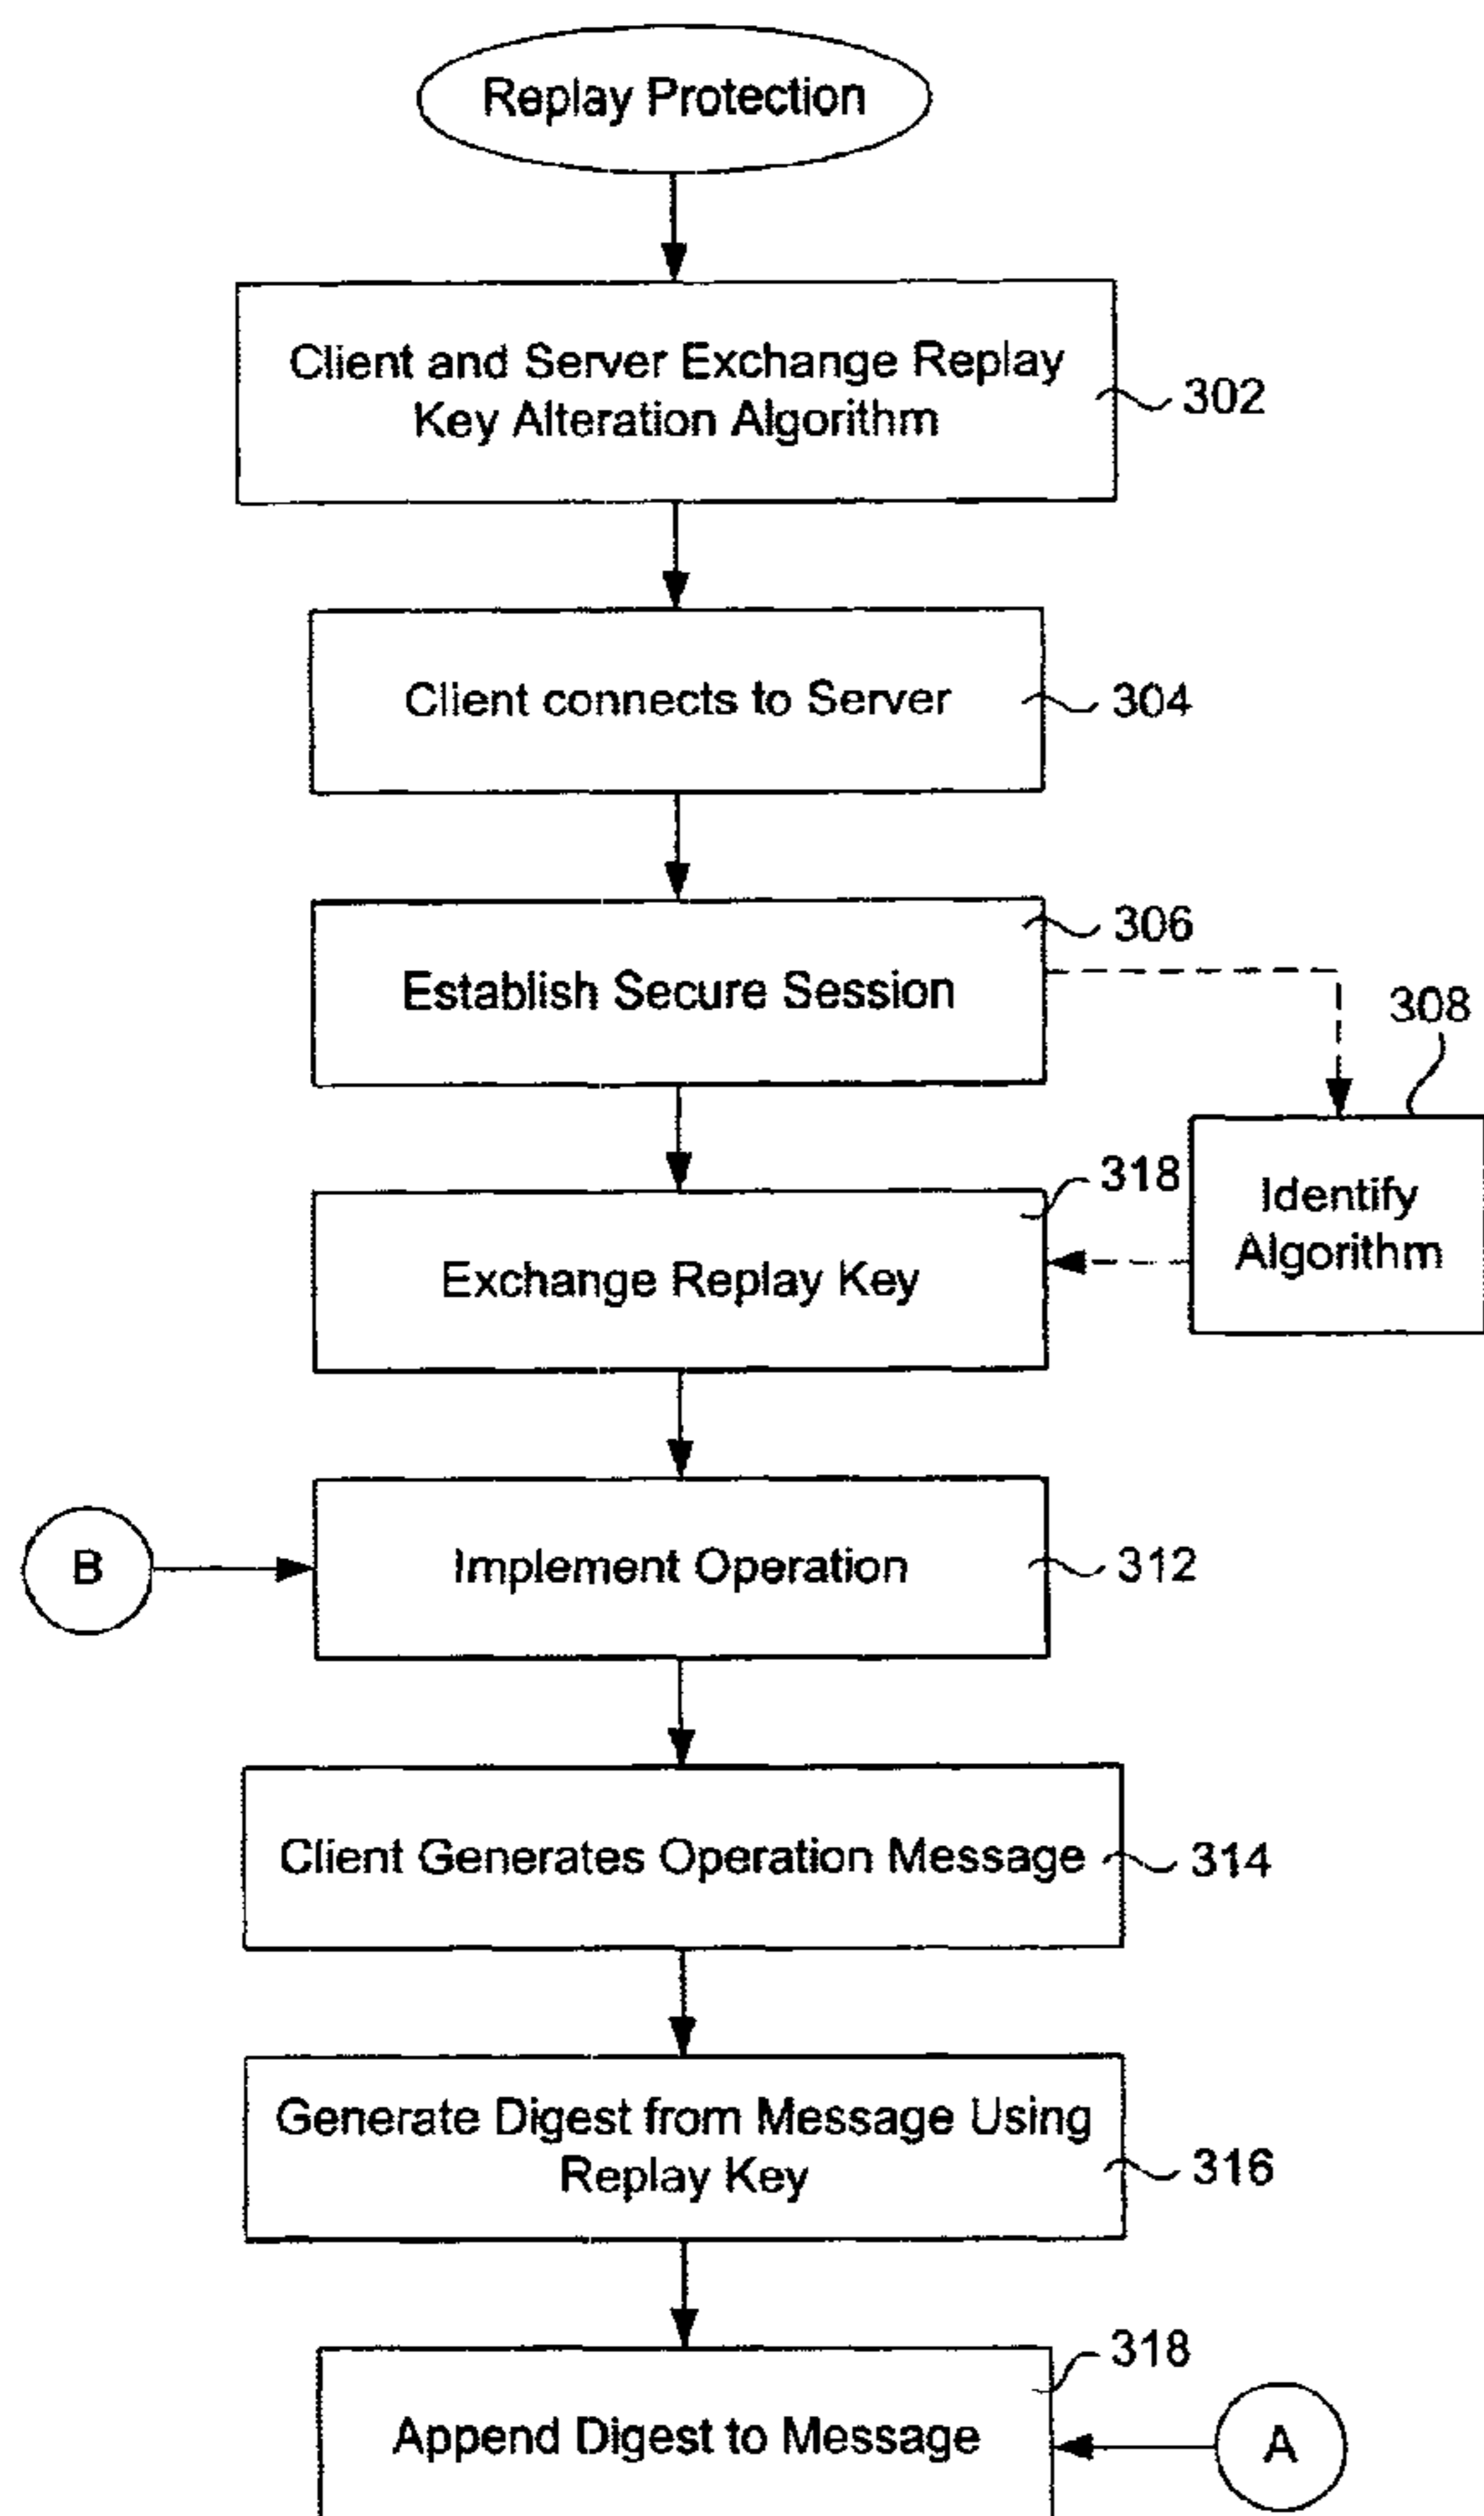 Replay Protection
Client and Server Exchange Replay
Key Alteration Algorithm
302
Client connects to Server
304
306
Establish Secure Session
308
318
Identify
Algorithm
Exchange Replay Key
B
Implement Operation
312
Client Generates Operation Message
314
Generate Digest from Message Using
Replay Key
316
318
Append Digest to Message
A